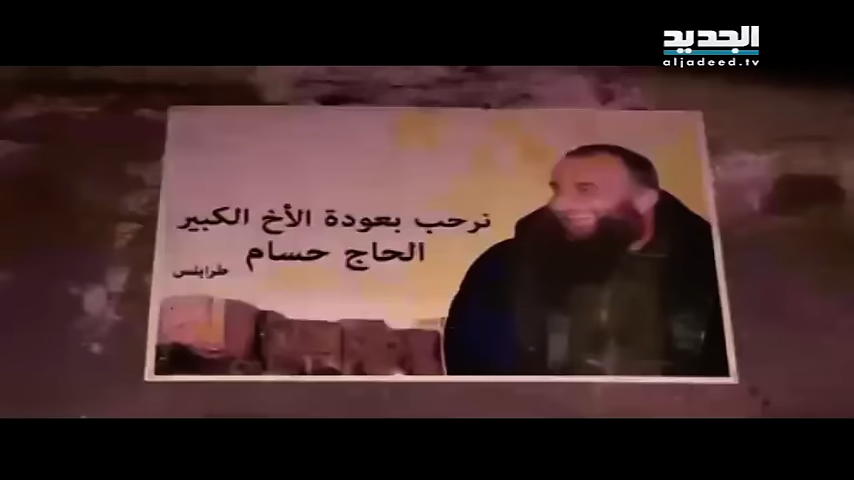 الجديد
aljadeed.tv
نرحب بعودة الأخ الكبير
الحاج حسام
طرابلس